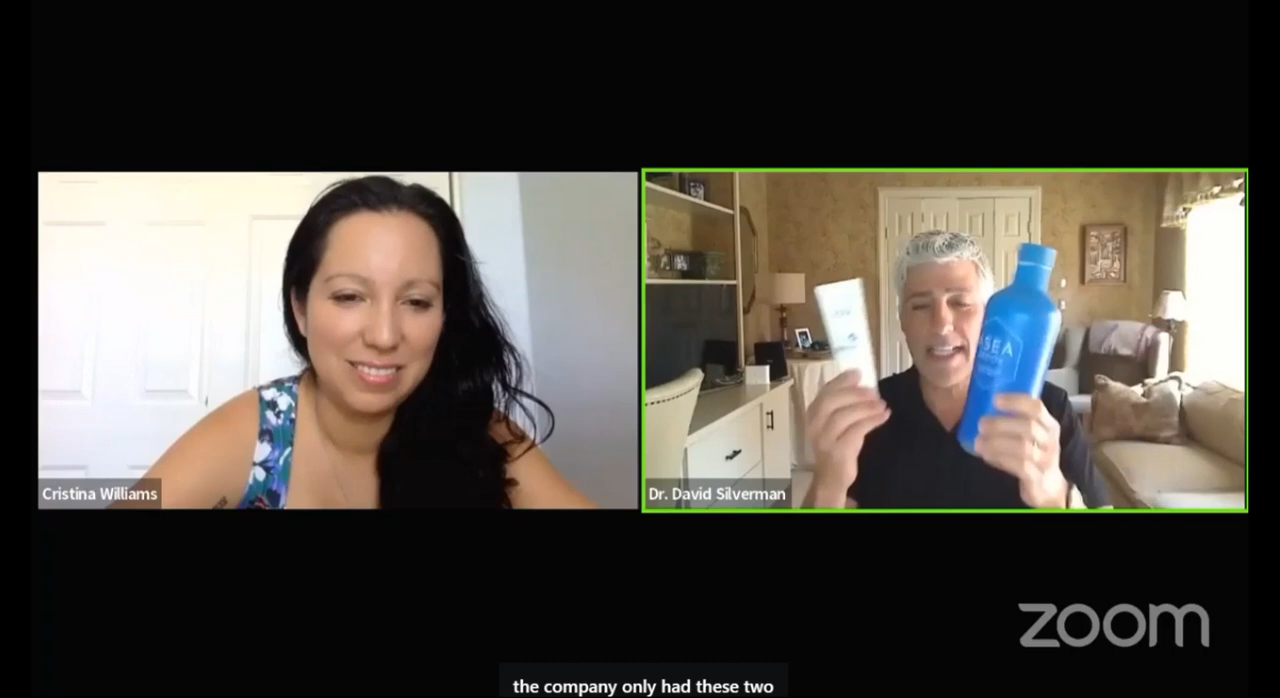 ASEA
Cristina Williams
Dr. David Silverman
zoom
the company only had these two